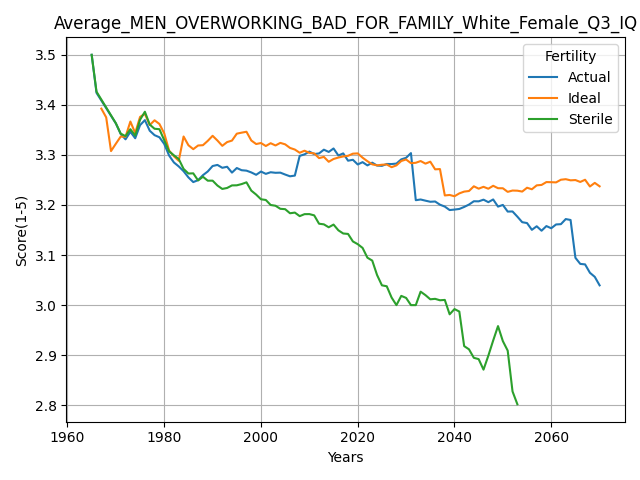 Average_MEN_OVERWORKING_BAD_FOR_FAMILY_White_Female_Q3_IQ
Fertility
Actual
Ideal
Sterile
Score(1-5)
3.5
3.4
3.3
3.2
3.1
3.0
2.9
2.8
1960 1980 2000 2020 2040 2060
Years